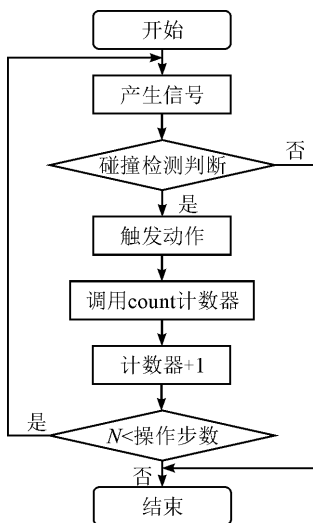 开始
产生信号
碰撞检测判断
否
是
触发动作
调用count计数器
计数器+1
N<操作步数
是
否
结束